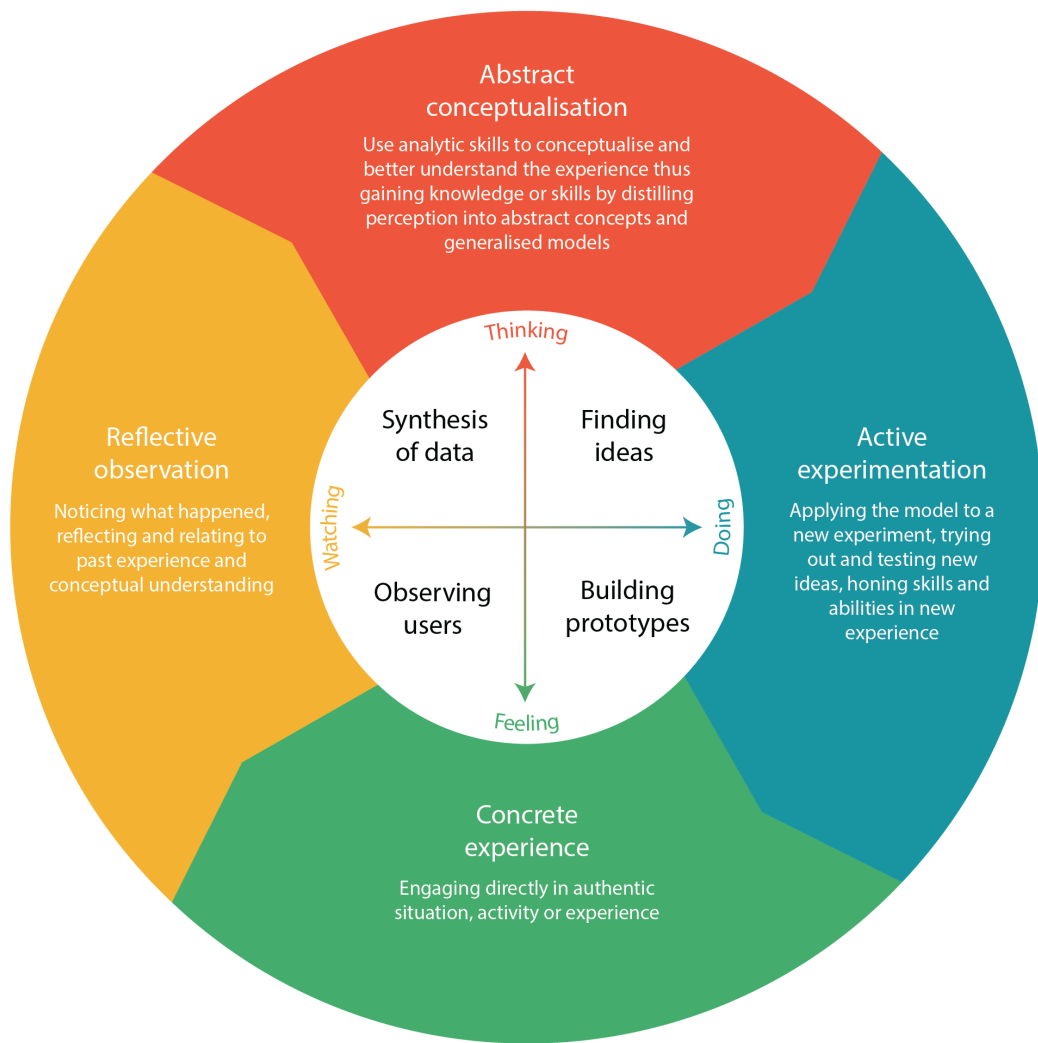 Abstract
conceptualisation
Use analytic skills to conceptualise and
better understand the experience thus
gaining knowledge or skills by distilling
perception into abstract concepts and
generalised models
Thinking
Synthesis
of data
Finding
ideas
Reflective
observation
Noticing what happened,
reflecting and relating to
past experience and
conceptual understanding
Watching
Doing
Active
experimentation
Applying the model to a
new experiment, trying
out and testing new
ideas, honing skills and
abilities in new
experience
Observing
users
Building
prototypes
Feeling
Concrete
experience
Engaging directly in authentic
situation, activity or experience